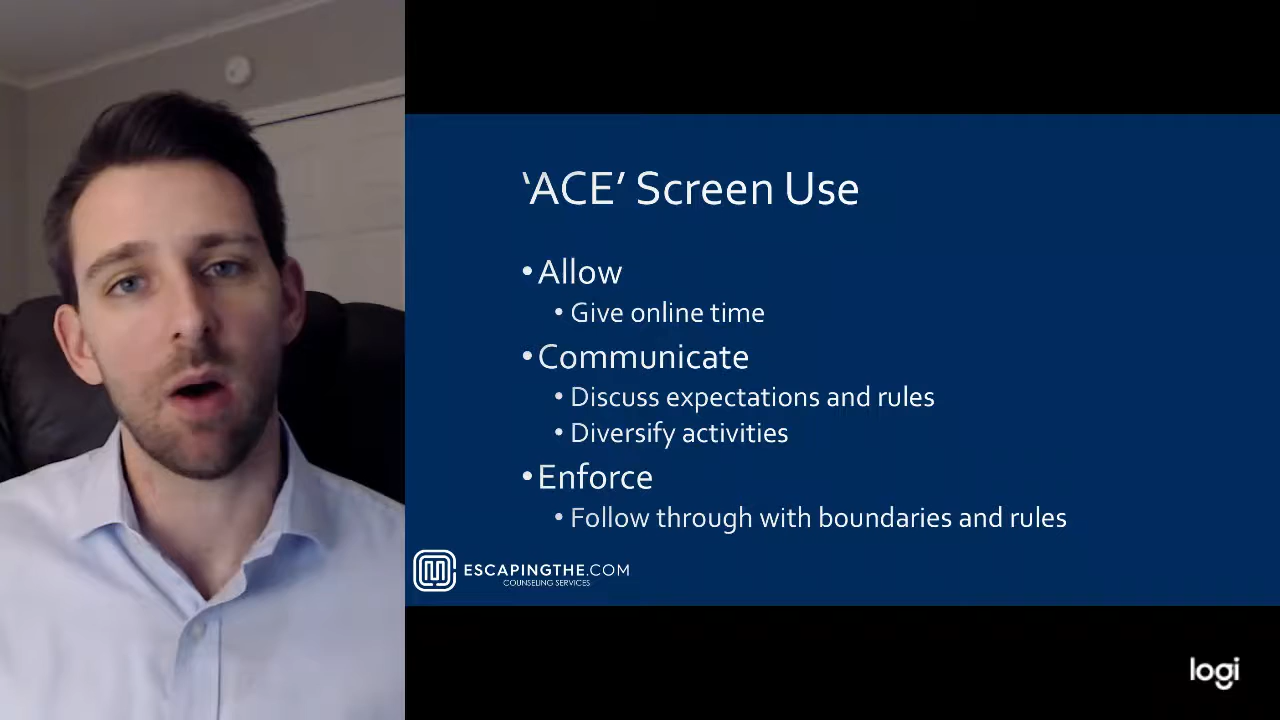 ‘ACE’ Screen Use
•Allow
• Give online time
•Communicate
• Discuss expectations and rules
• Diversify activities
•Enforce
• Follow through with boundaries and rules
ESCAPINGTHE.COM
COUNSELING SERVICES
logi